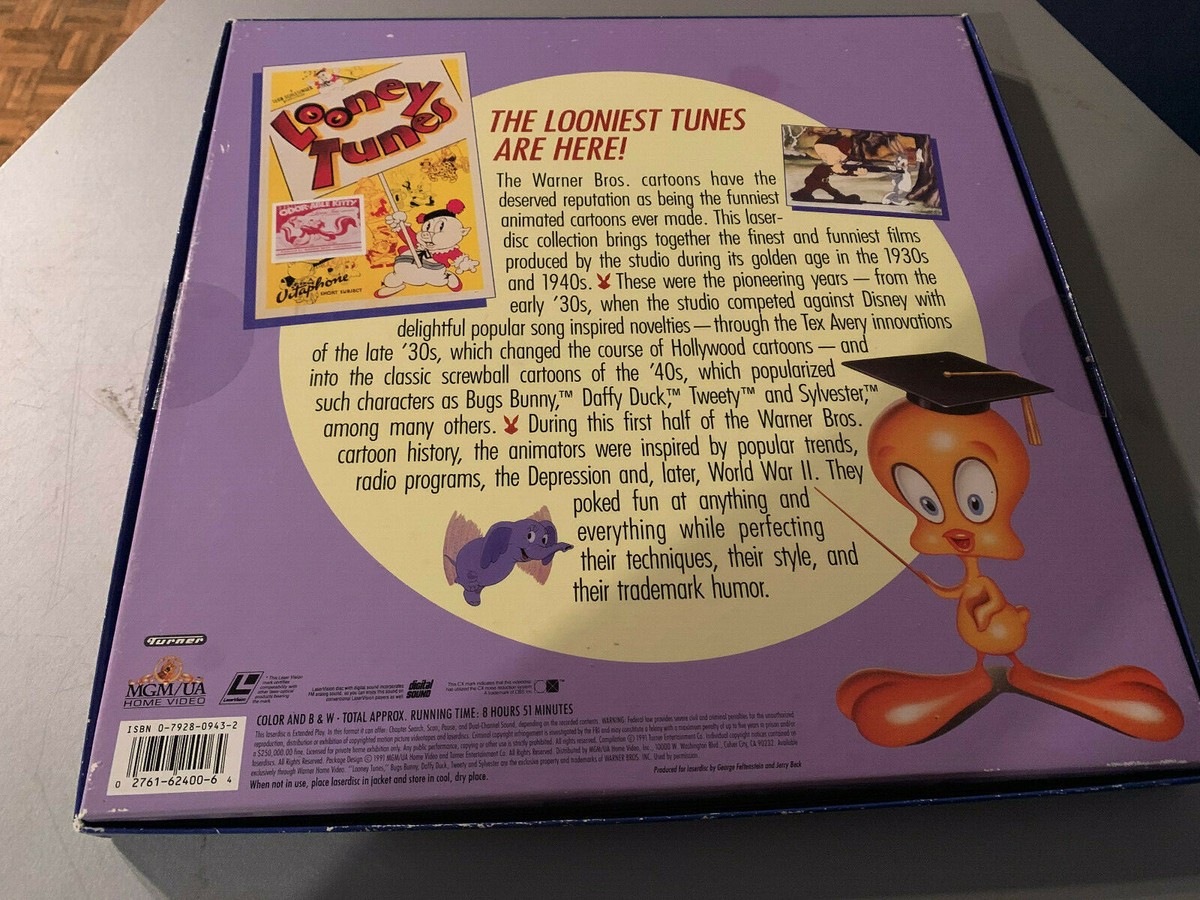 Looney
Tunes
ODOR-ABLE KITTY
Vitaphone
SHORT SUBJECT
THE LOONIEST TUNES
ARE HERE!
The Warner Bros. cartoons have the
deserved reputation as being the funniest
animated cartoons ever made. This laser-
disc collection brings together the finest and funniest films
produced by the studio during its golden age in the 1930s
and 1940s. These were the pioneering years — from the
early '30s, when the studio competed against Disney with
delightful popular song inspired novelties — through the Tex Avery innovations
of the late '30s, which changed the course of Hollywood cartoons — and
into the classic screwball cartoons of the '40s, which popularized
such characters as Bugs Bunny,™ Daffy Duck,™ Tweety™ and Sylvester,™
among many others. During this first half of the Warner Bros.
cartoon history, the animators were inspired by popular trends,
radio programs, the Depression and, later, World War II. They
poked fun at anything and
everything while perfecting
their techniques, their style, and
their trademark humor.
Turner
MGM/UA
HOME VIDEO
LaserVision
digital
SOUND
ISBN 0-7928-0943-2
0 2761-62400-6 4
COLOR AND B & W · TOTAL APPROX. RUNNING TIME: 8 HOURS 51 MINUTES
When not in use, place laserdisc in jacket and store in cool, dry place.
Produced for laserdisc by George Feltenstein and Jerry Beck